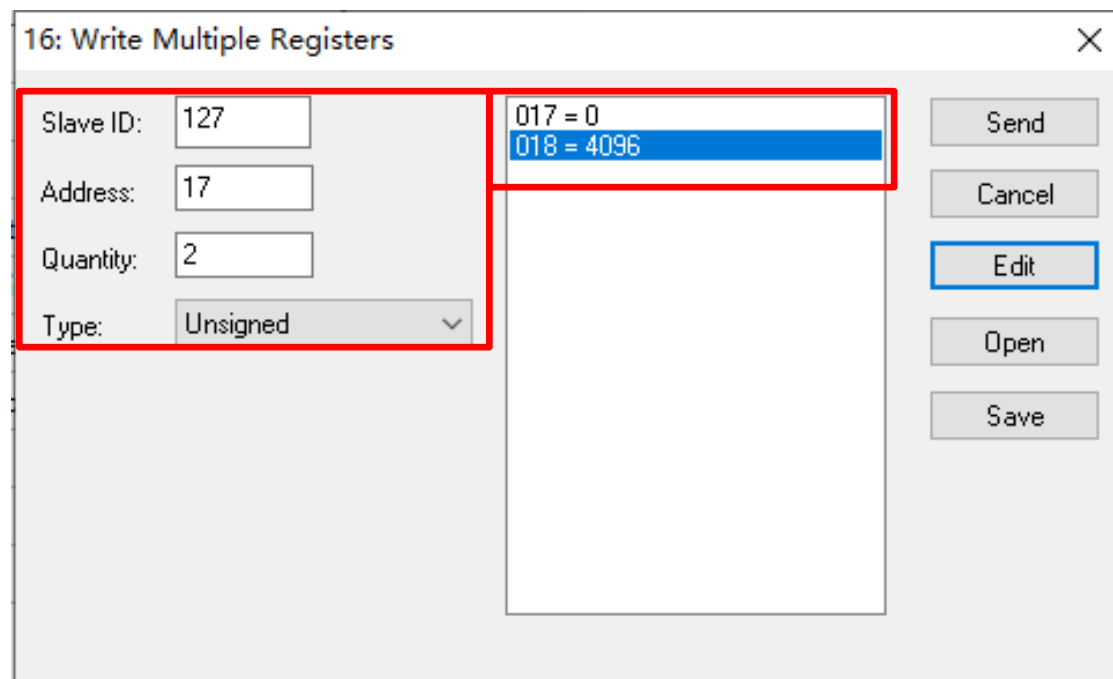 16: Write Multiple Registers
Slave ID: 127
Address: 17
Quantity: 2
Type: Unsigned
017 = 0
018 = 4096
Send
Cancel
Edit
Open
Save